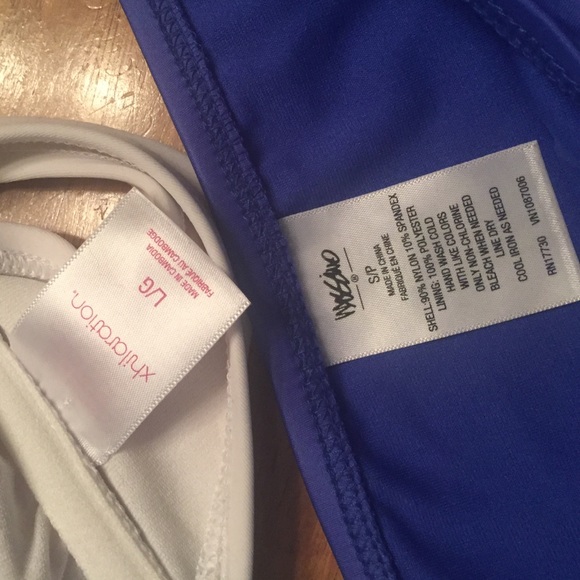 xhilaration.
L/G
MADE IN CAMBODIA
FABRIQUÉ AU CAMBODGE
mossimo
®
S/P
MADE IN CHINA
FABRIQUÉ EN CHINE
SHELL:90% NYLON 10% SPANDEX
LINING: 100% POLYESTER
HAND WASH COLD
WITH LIKE COLORS
ONLY NON-CHLORINE
BLEACH WHEN NEEDED
LINE DRY
COOL IRON AS NEEDED
RN17730 VN1087006